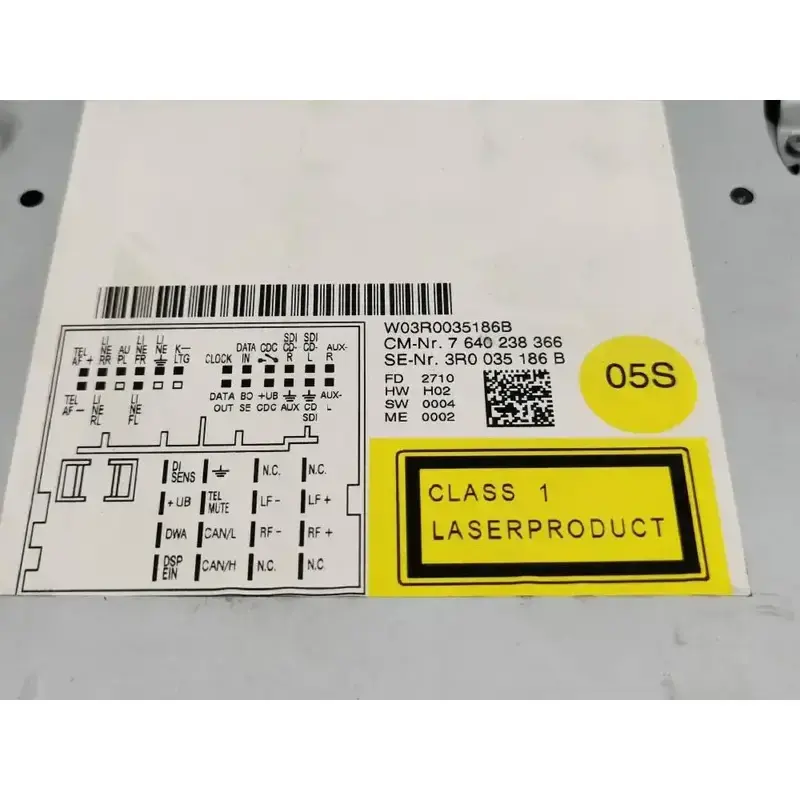 W03R0035186B
CM-Nr. 7 640 238 366
SE-Nr. 3R0 035 186 B
FD 2710
HW H02
SW 0004
ME 0002
05S
TEL AF + LI NE RR AU PL LI NE FR LI NE K- LTG
CLOCK DATA IN CDC SDI CD- R SDI CD- L AUX- R
TEL AF - LI NE RL LI NE FL
DATA OUT BO SE +UB CDC AUX CD SDI AUX- L
DI SENS N.C. N.C.
+ UB TEL MUTE LF - LF +
DWA CAN/L RF - RF +
DSP EIN CAN/H N.C. N.C.
CLASS 1
LASERPRODUCT